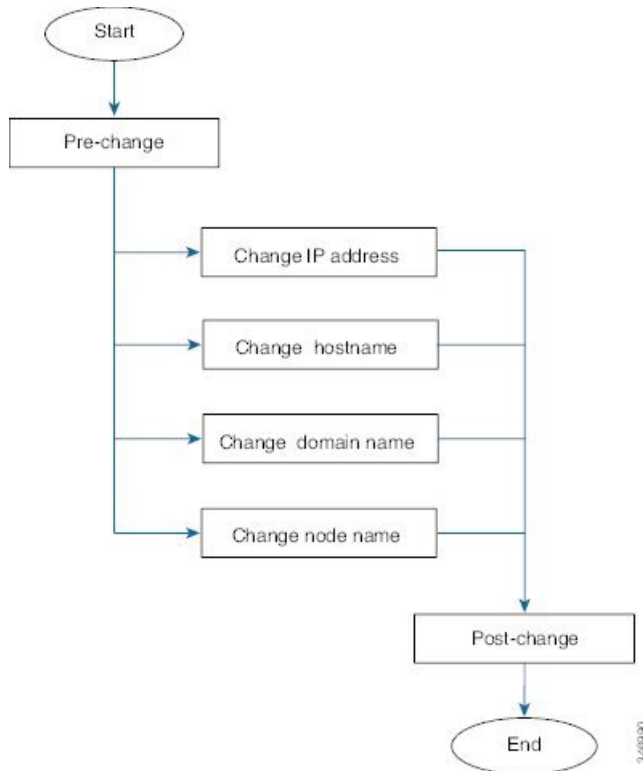 Start
Pre-change
Change IP address
Change hostname
Change domain name
Change node name
Post-change
End